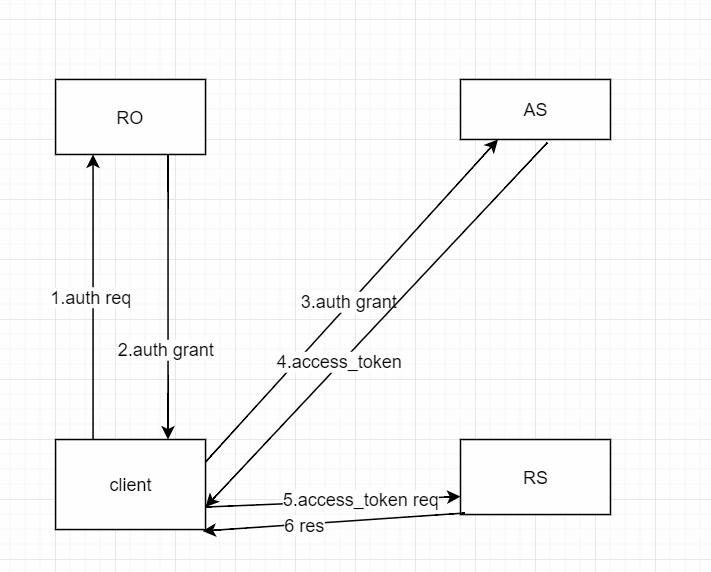 RO
AS
1.auth req
3.auth grant
2.auth grant
4.access_token
client
RS
5.access_token req
6 res